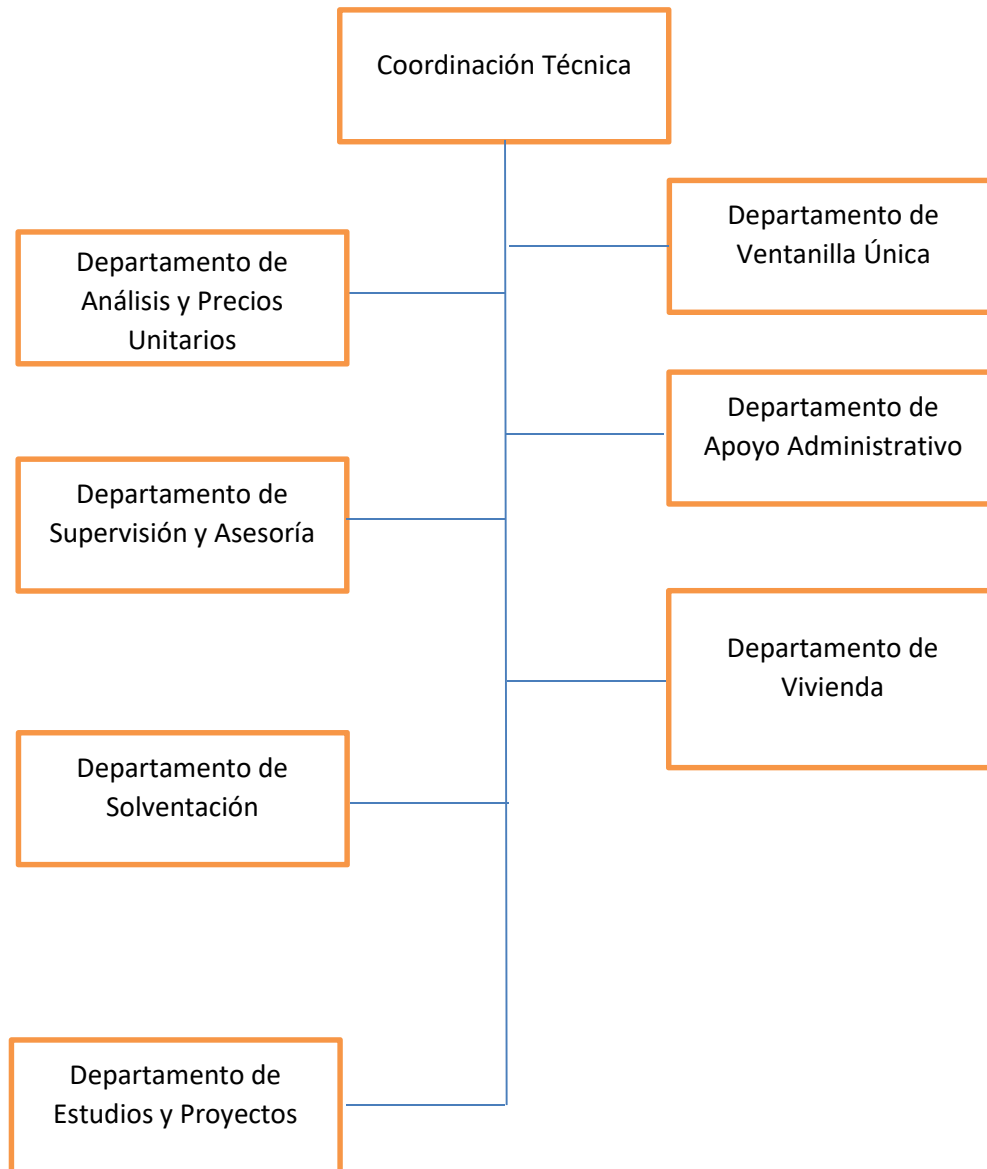 Coordinación Técnica
Departamento de
Ventanilla Única
Departamento de
Análisis y Precios
Unitarios
Departamento de
Apoyo Administrativo
Departamento de
Supervisión y Asesoría
Departamento de
Vivienda
Departamento de
Solventación
Departamento de
Estudios y Proyectos